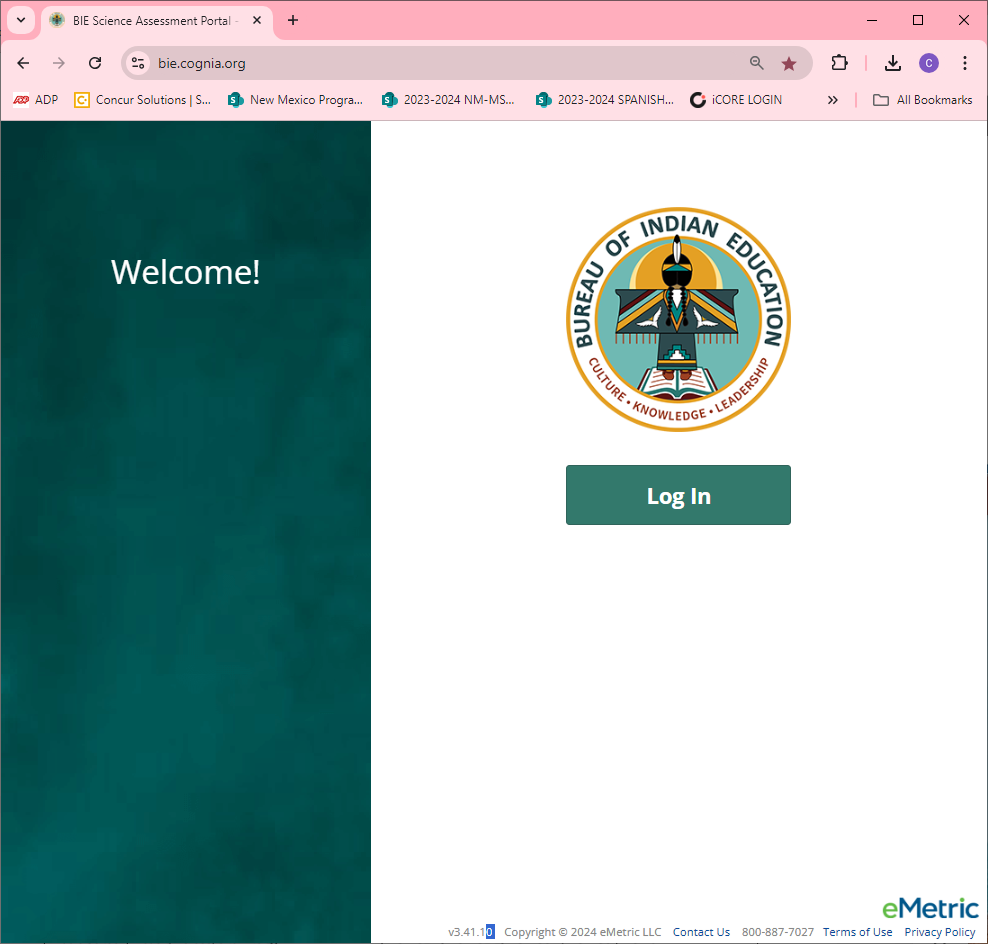 BIE Science Assessment Portal -
bie.cognia.org
C
ADP
Concur Solutions | S...
New Mexico Progra...
2023-2024 NM-MS...
2023-2024 SPANISH...
iCORE LOGIN
All Bookmarks
Welcome!
BUREAU OF INDIAN EDUCATION
CULTURE • KNOWLEDGE • LEADERSHIP
Log In
eMetric
v3.41.10 Copyright © 2024 eMetric LLC Contact Us 800-887-7027 Terms of Use Privacy Policy